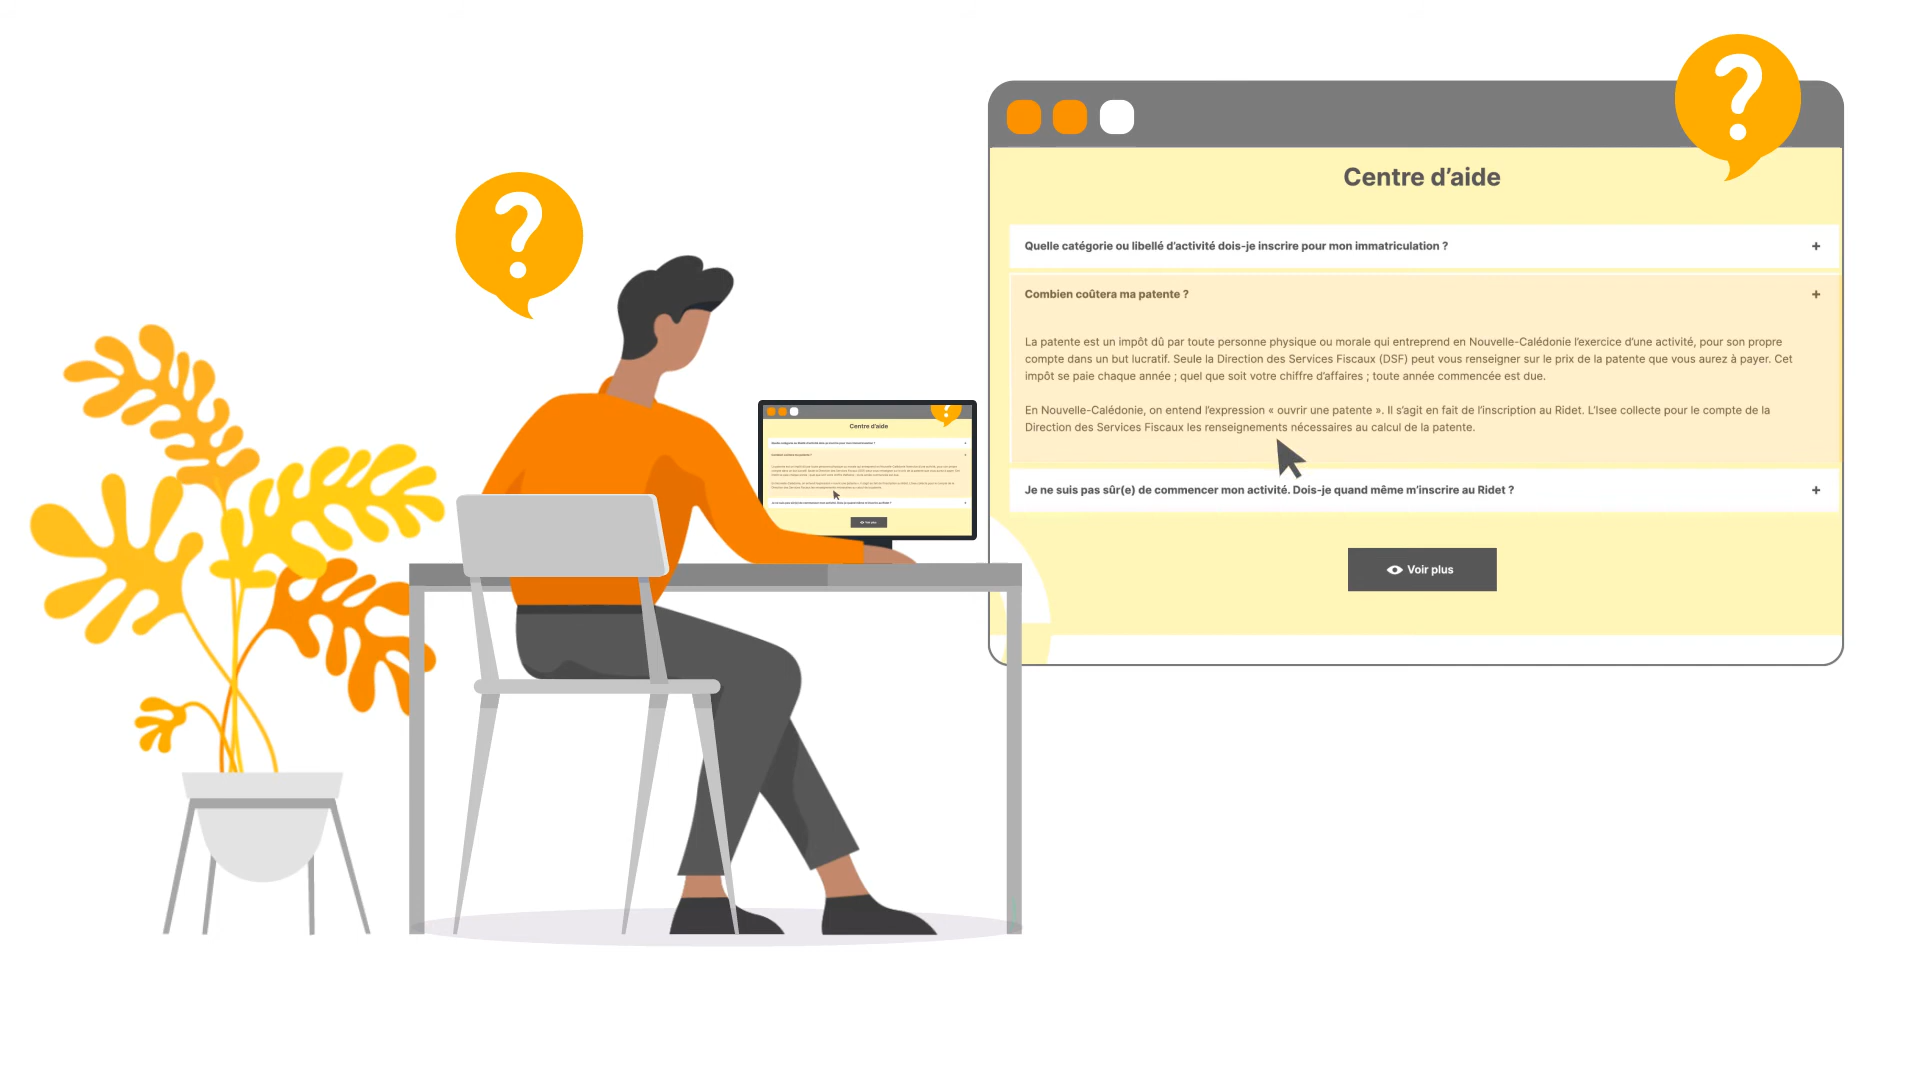 ?
?
Centre d’aide
Quelle catégorie ou libellé d’activité dois-je inscrire pour mon immatriculation ? +
Combien coûtera ma patente ? +
La patente est un impôt dû par toute personne physique ou morale qui entreprend en Nouvelle-Calédonie l’exercice d’une activité, pour son propre
compte dans un but lucratif. Seule la Direction des Services Fiscaux (DSF) peut vous renseigner sur le prix de la patente que vous aurez à payer. Cet
impôt se paie chaque année ; quel que soit votre chiffre d’affaires ; toute année commencée est due.
En Nouvelle-Calédonie, on entend l’expression « ouvrir une patente ». Il s’agit en fait de l’inscription au Ridet. L’Isee collecte pour le compte de la
Direction des Services Fiscaux les renseignements nécessaires au calcul de la patente.
Je ne suis pas sûr(e) de commencer mon activité. Dois-je quand même m’inscrire au Ridet ? +
Voir plus
Centre d’aide
Voir plus